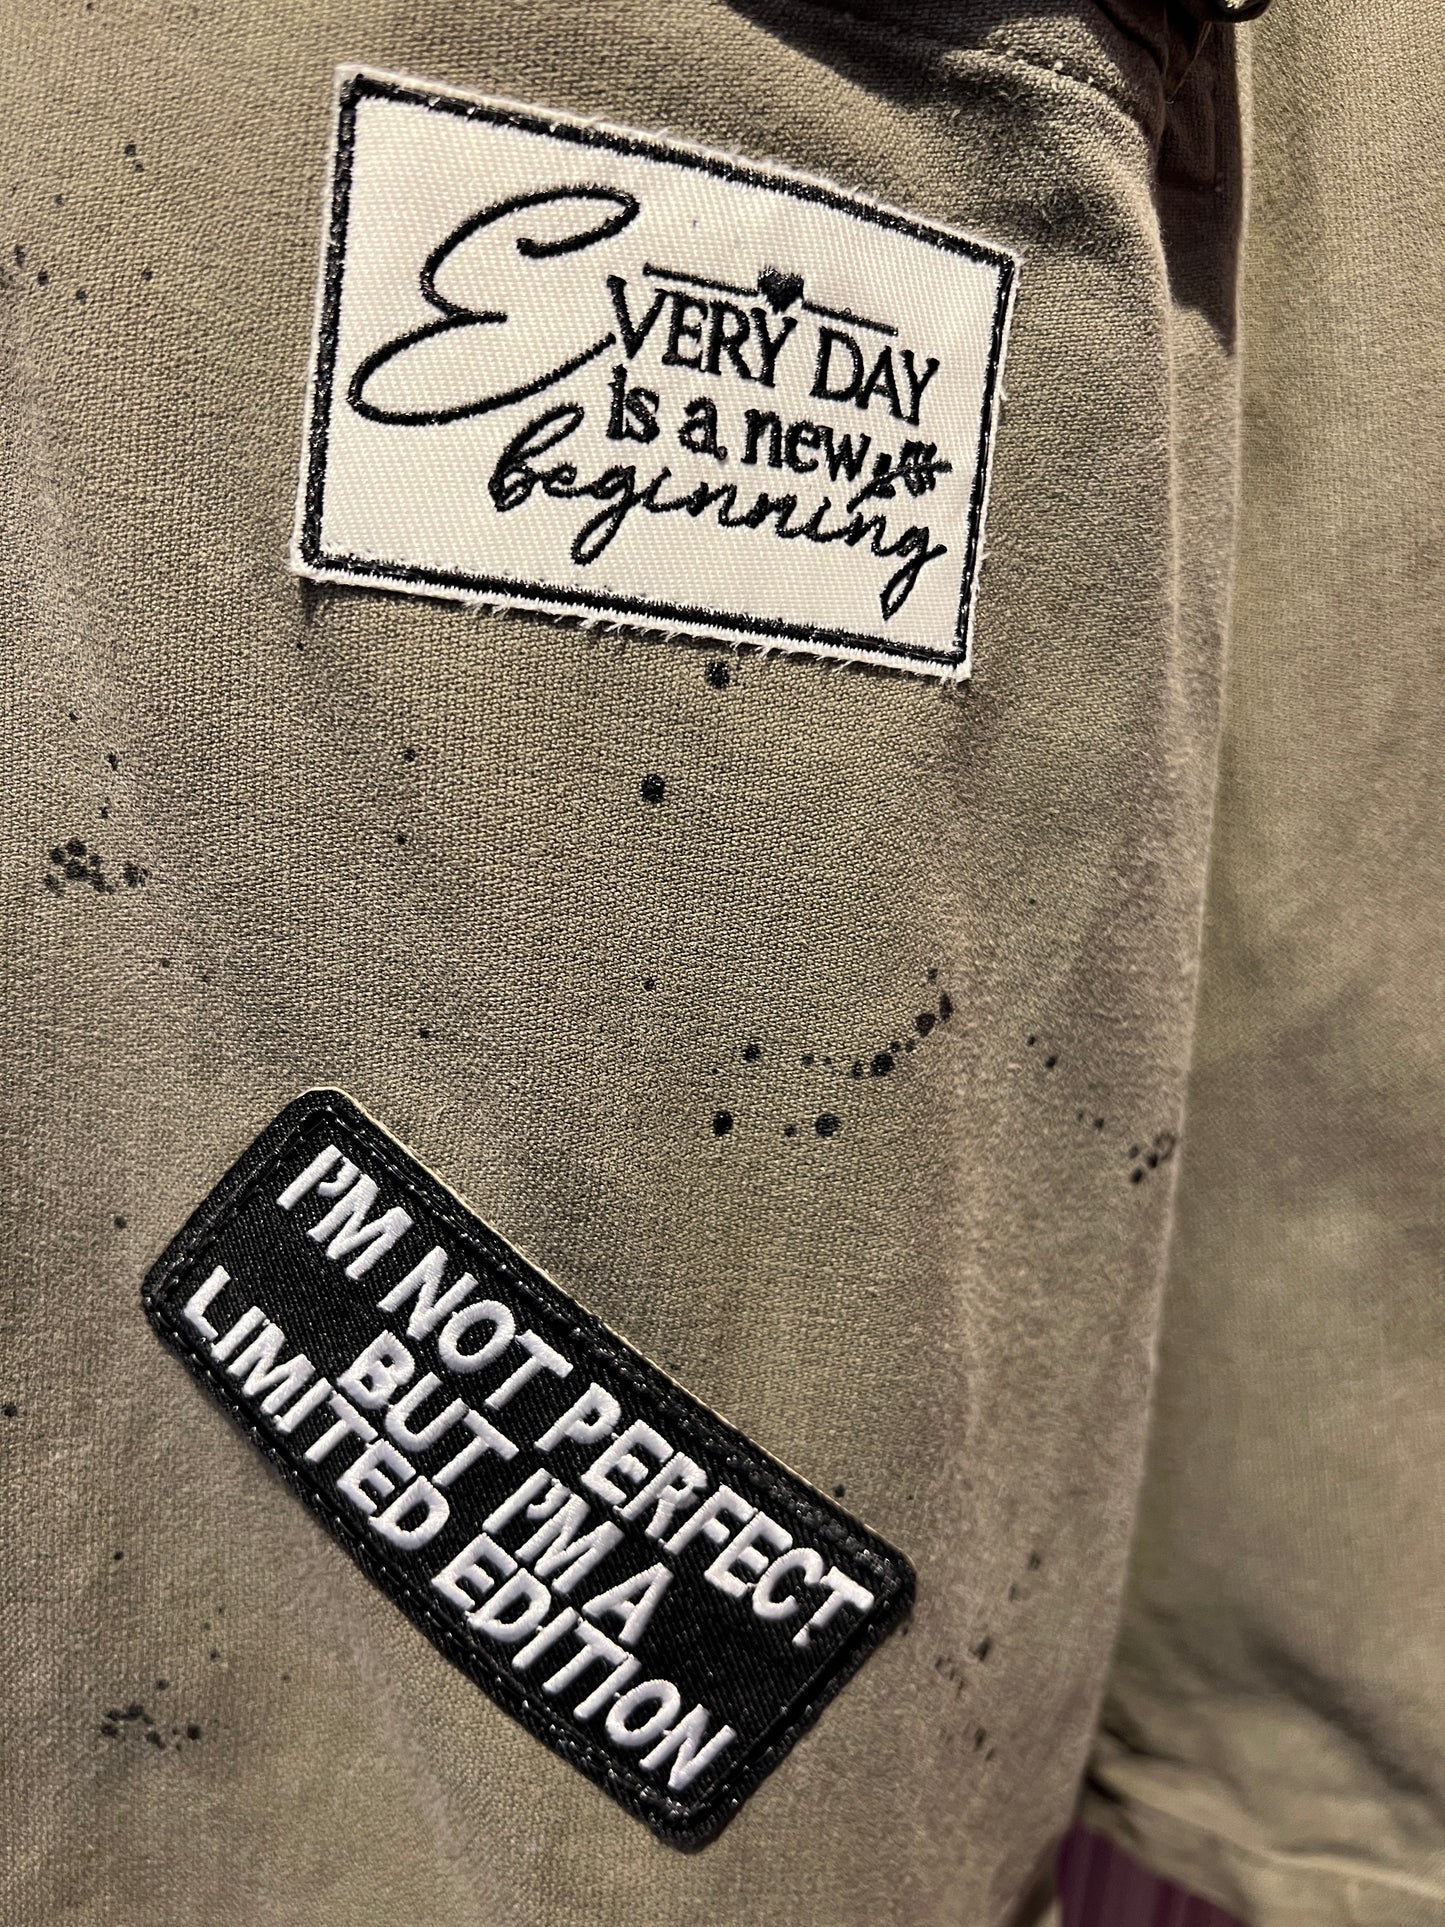 EVERY DAY
is a new
beginning
I'M NOT PERFECT
BUT I'M A
LIMITED EDITION